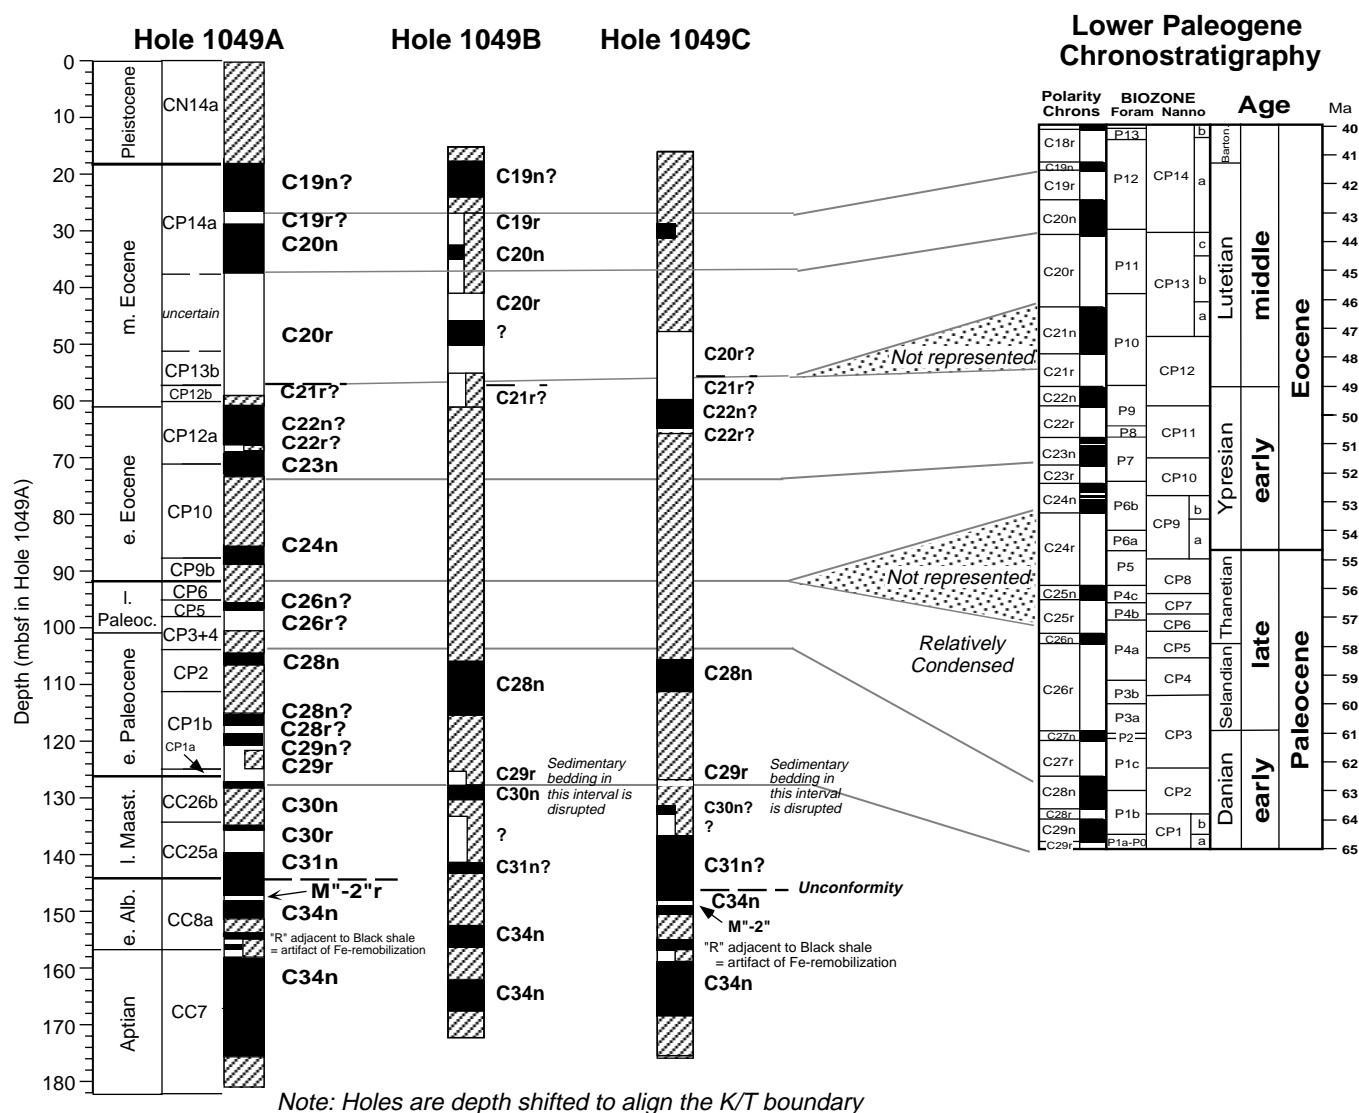 Hole 1049A
Hole 1049B
Hole 1049C
Lower Paleogene
Chronostratigraphy
Depth (mbsf in Hole 1049A)
0
10
20
30
40
50
60
70
80
90
100
110
120
130
140
150
160
170
180
Pleistocene
m. Eocene
e. Eocene
l.
Paleoc.
e. Paleocene
l. Maast.
e. Alb.
Aptian
CN14a
CP14a
uncertain
CP13b
CP12b
CP12a
CP10
CP9b
CP6
CP5
CP3+4
CP2
CP1b
CP1a
CC26b
CC25a
CC8a
CC7
C19n?
C19r?
C20n
C20r
C21r?
C22n?
C22r?
C23n
C24n
C26n?
C26r?
C28n
C28n?
C28r?
C29n?
C29r
C30n
C30r
C31n
M"-2"r
C34n
"R" adjacent to Black shale
= artifact of Fe-remobilization
C34n
C19n?
C19r
C20n
C20r
?
C21r?
C28n
C29r
C30n
?
C31n?
C34n
C34n
Sedimentary
bedding in
this interval is
disrupted
C20r?
C21r?
C22n?
C22r?
C28n
C29r
C30n?
?
C31n?
Unconformity
C34n
M"-2"
"R" adjacent to Black shale
= artifact of Fe-remobilization
C34n
Sedimentary
bedding in
this interval
is disrupted
Not represented
Not represented
Relatively
Condensed
Polarity
Chrons
BIOZONE
Foram Nanno
Age
Ma
C18r
C19n
C19r
C20n
C20r
C21n
C21r
C22n
C22r
C23n
C23r
C24n
C24r
C25n
C25r
C26n
C26r
C27n
C27r
C28n
C28r
C29n
C29r
P13
P12
P11
P10
P9
P8
P7
P6b
P6a
P5
P4c
P4b
P4a
P3b
P3a
P2
P1c
P1b
P1a-P0
CP14
b
a
CP13
c
b
a
CP12
CP11
CP10
CP9
b
a
CP8
CP7
CP6
CP5
CP4
CP3
CP2
CP1
b
a
Barton.
Lutetian
Ypresian
Thanetian
Selandian
Danian
middle
early
late
early
Eocene
Paleocene
40
41
42
43
44
45
46
47
48
49
50
51
52
53
54
55
56
57
58
59
60
61
62
63
64
65
Note: Holes are depth shifted to align the K/T boundary